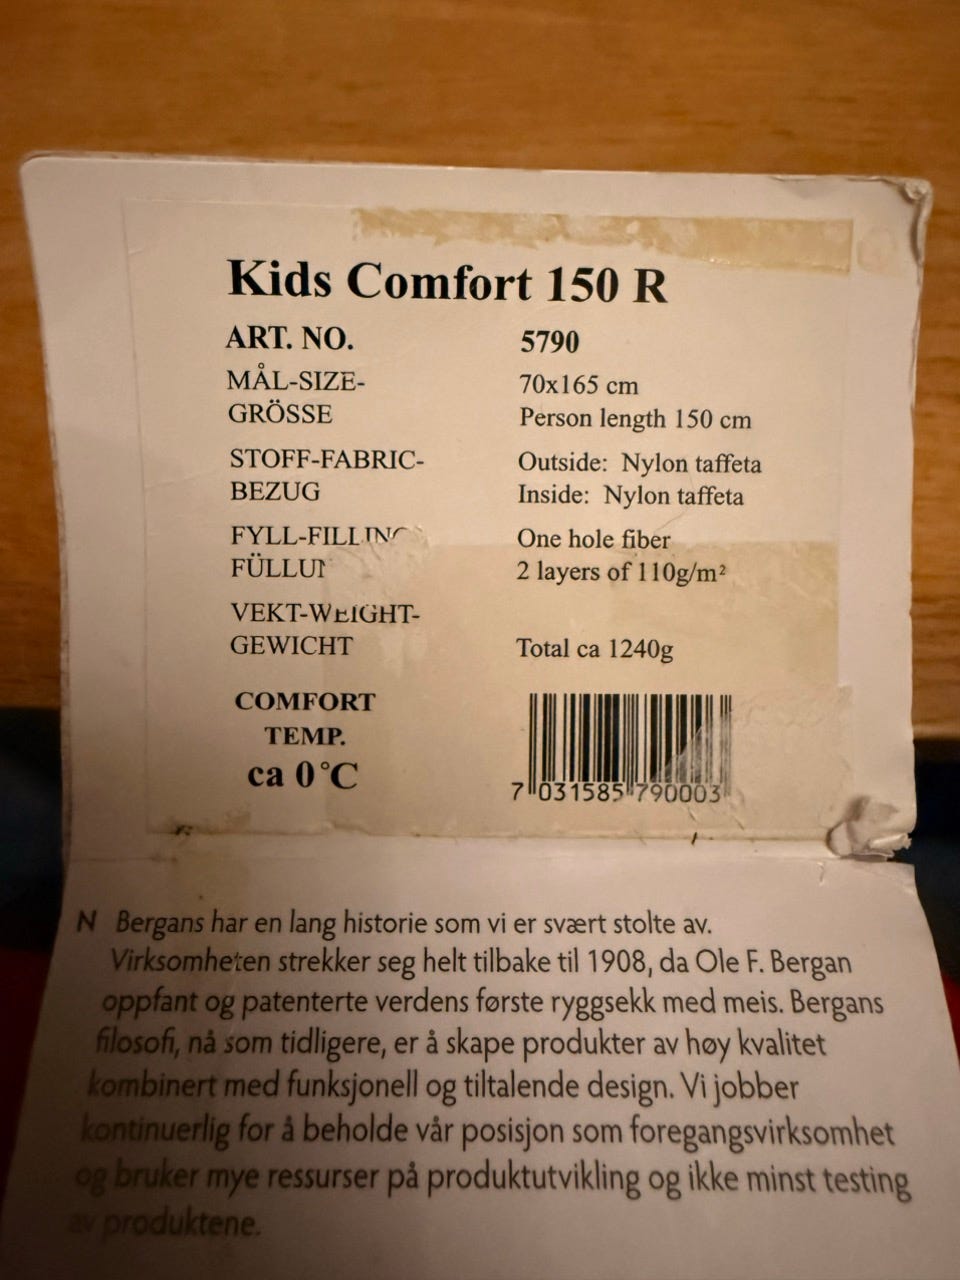 Kids Comfort 150 R
ART. NO. 5790
MÅL-SIZE- 70x165 cm
GRÖSSE Person length 150 cm
STOFF-FABRIC- Outside: Nylon taffeta
BEZUG Inside: Nylon taffeta
FYLL-FILLING One hole fiber
2 layers of 110g/m²
VEKT-WEIGHT-
GEWICHT Total ca 1240g
COMFORT
TEMP.
ca 0°C
7 031585 790003
N Bergans har en lang historie som vi er svært stolte av.
Virksomheten strekker seg helt tilbake til 1908, da Ole F. Bergan
oppfant og patenterte verdens første ryggsekk med meis. Bergans
filosofi, nå som tidligere, er å skape produkter av høy kvalitet
kombinert med funksjonell og tiltalende design. Vi jobber
kontinuerlig for å beholde vår posisjon som foregangsvirksomhet
og bruker mye ressurser på produktutvikling og ikke minst testing
av produktene.